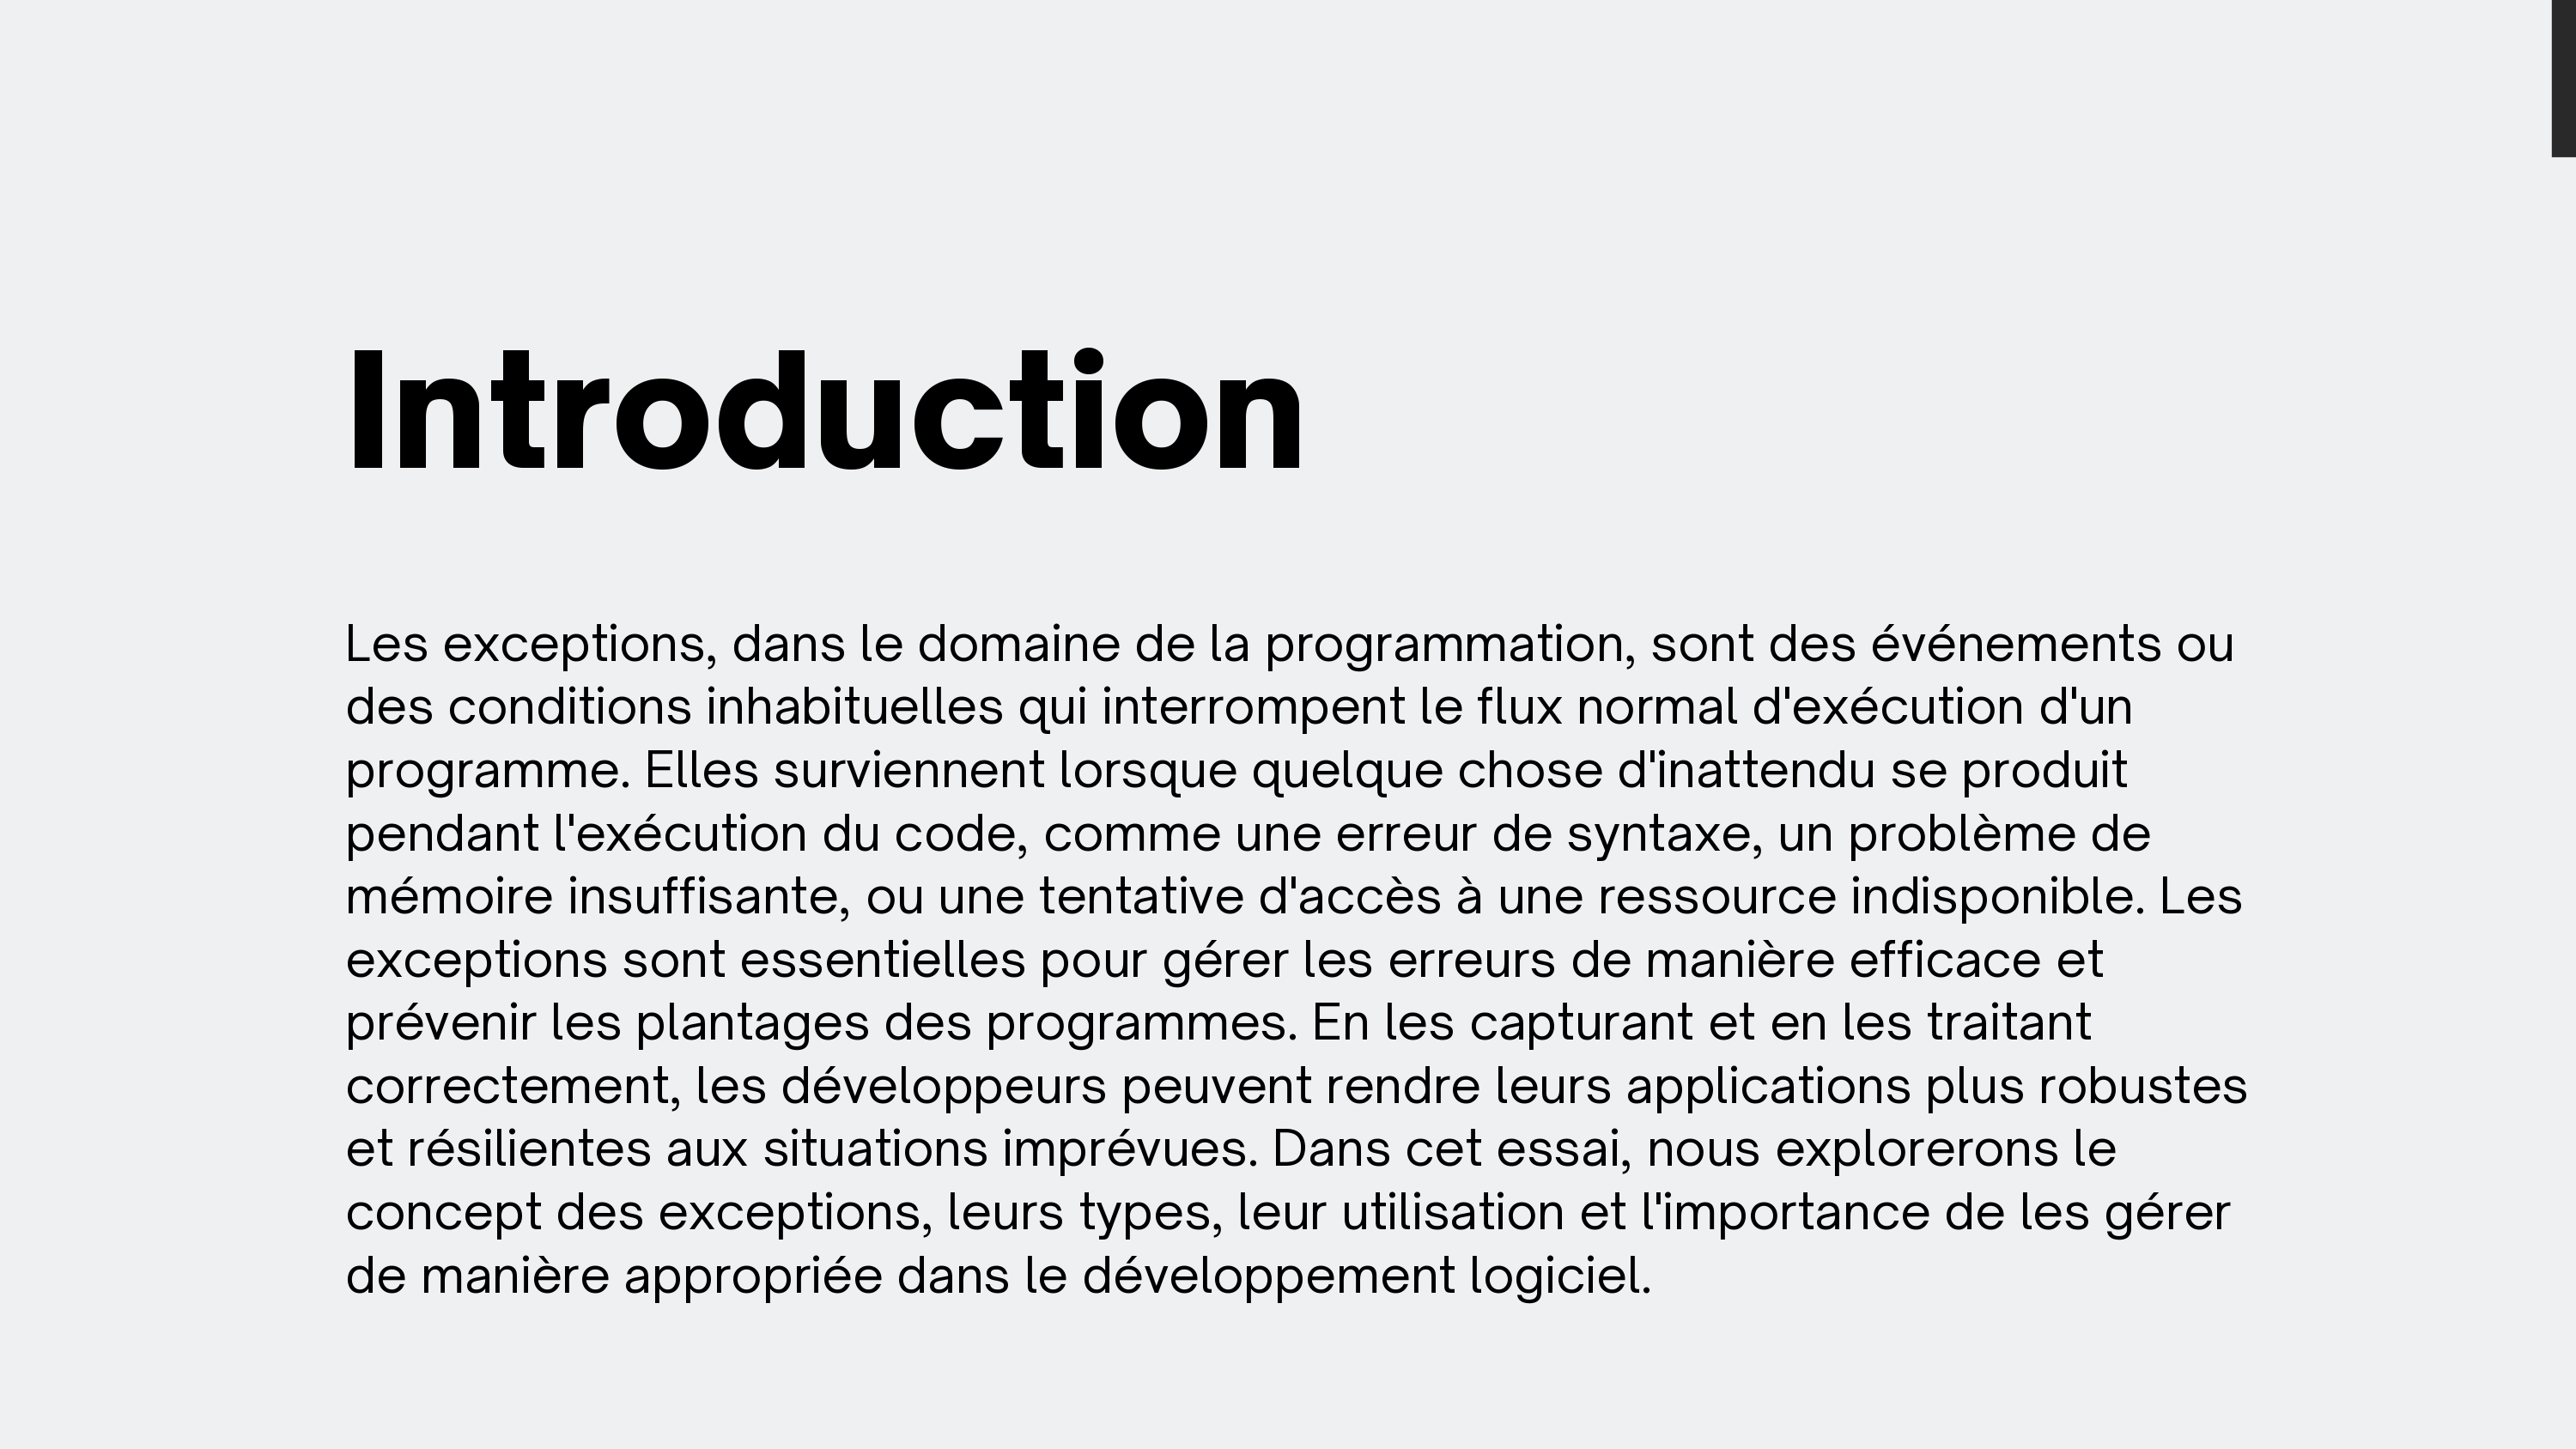 Introduction
Les exceptions, dans le domaine de la programmation, sont des événements ou
des conditions inhabituelles qui interrompent le flux normal d'exécution d'un
programme. Elles surviennent lorsque quelque chose d'inattendu se produit
pendant l'exécution du code, comme une erreur de syntaxe, un problème de
mémoire insuffisante, ou une tentative d'accès à une ressource indisponible. Les
exceptions sont essentielles pour gérer les erreurs de manière efficace et
prévenir les plantages des programmes. En les capturant et en les traitant
correctement, les développeurs peuvent rendre leurs applications plus robustes
et résilientes aux situations imprévues. Dans cet essai, nous explorerons le
concept des exceptions, leurs types, leur utilisation et l'importance de les gérer
de manière appropriée dans le développement logiciel.